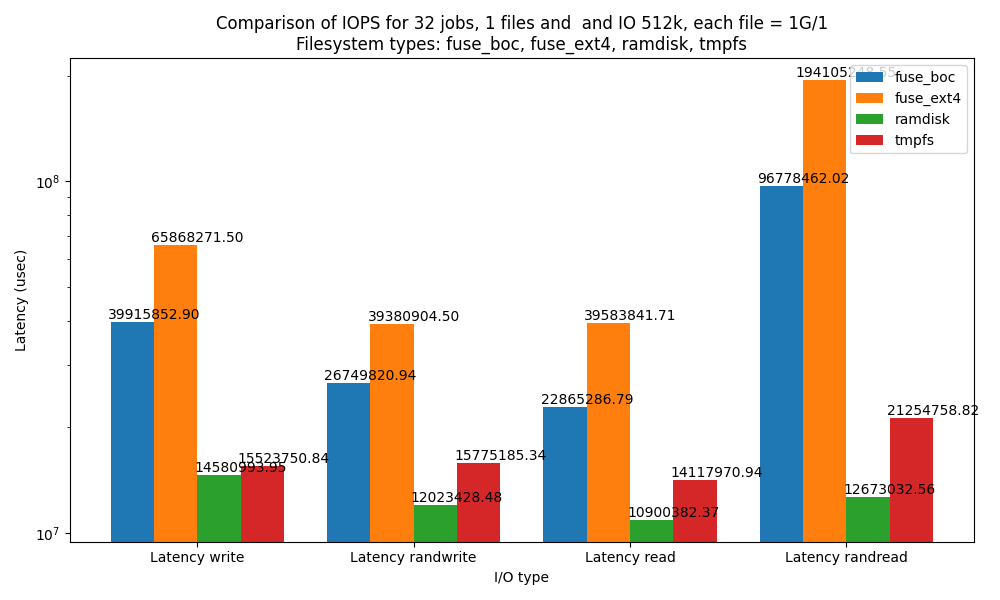 Comparison of IOPS for 32 jobs, 1 files and  and IO 512k, each file = 1G/1
Filesystem types: fuse_boc, fuse_ext4, ramdisk, tmpfs
fuse_boc
fuse_ext4
ramdisk
tmpfs
Latency (usec)
10^8
10^7
39915852.90
65868271.50
14580993.95
15523750.84
26749820.94
39380904.50
12023428.48
15775185.34
22865286.79
39583841.71
10900382.37
14117970.94
96778462.02
194105248.55
12673032.56
21254758.82
Latency write
Latency randwrite
Latency read
Latency randread
I/O type